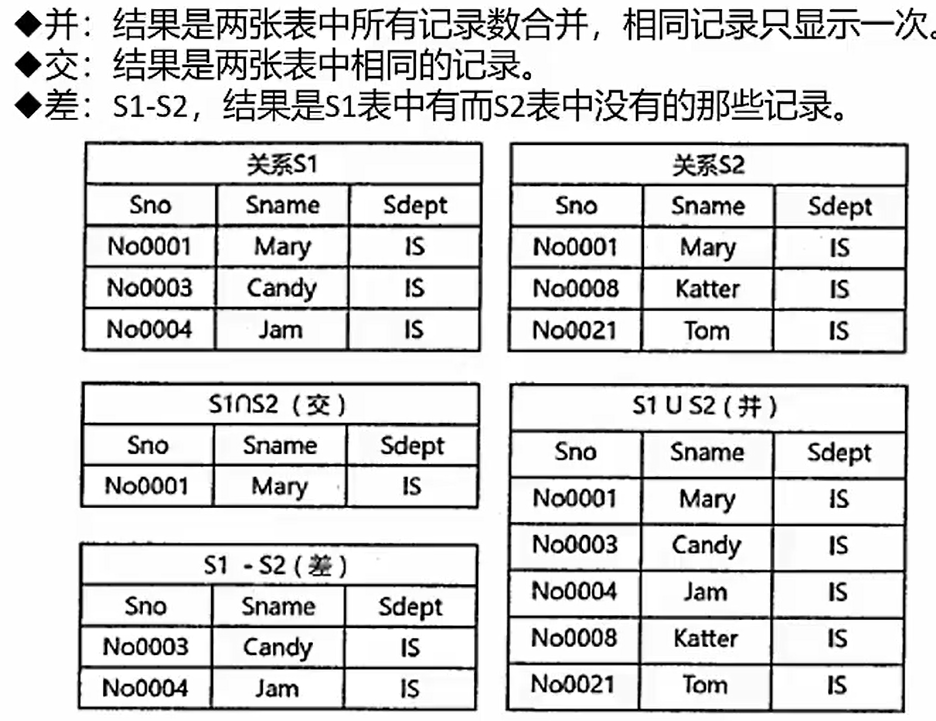 ◆并：结果是两张表中所有记录数合并，相同记录只显示一次。
◆交：结果是两张表中相同的记录。
◆差：S1-S2，结果是S1表中有而S2表中没有的那些记录。
关系S1
Sno Sname Sdept
No0001 Mary IS
No0003 Candy IS
No0004 Jam IS
关系S2
Sno Sname Sdept
No0001 Mary IS
No0008 Katter IS
No0021 Tom IS
S1∩S2（交）
Sno Sname Sdept
No0001 Mary IS
S1 - S2（差）
Sno Sname Sdept
No0003 Candy IS
No0004 Jam IS
S1 U S2（并）
Sno Sname Sdept
No0001 Mary IS
No0003 Candy IS
No0004 Jam IS
No0008 Katter IS
No0021 Tom IS